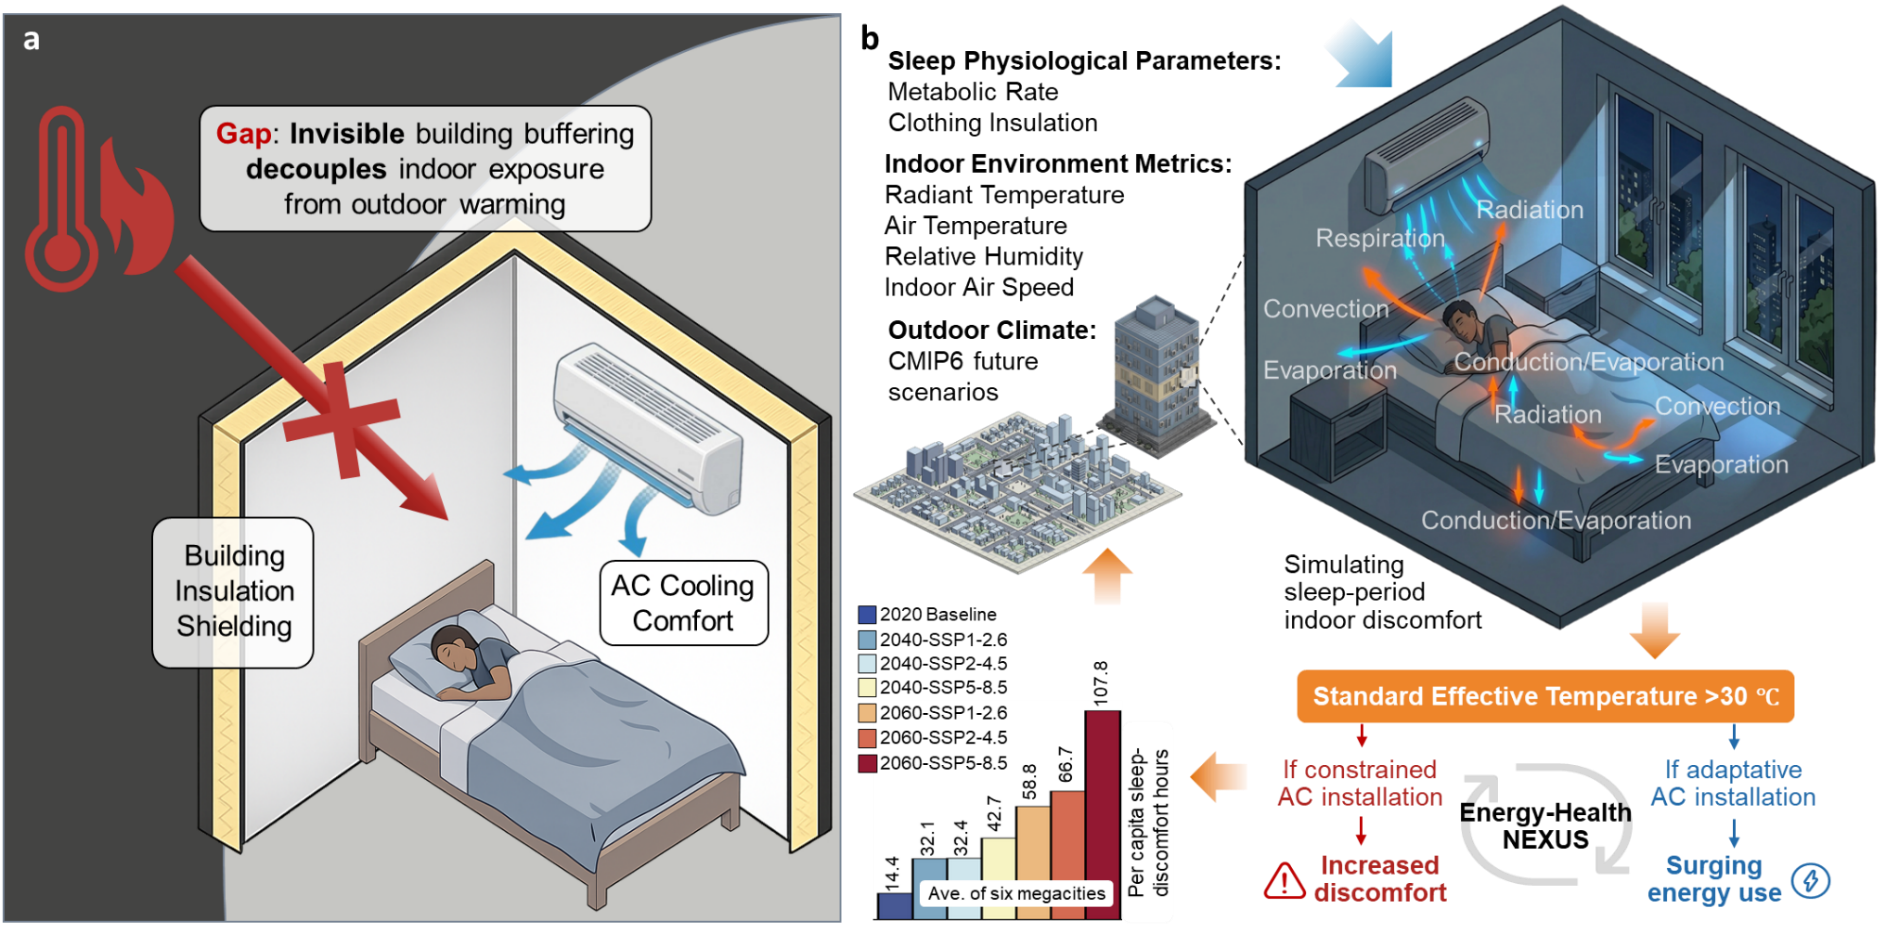 a
Gap: Invisible building buffering
decouples indoor exposure
from outdoor warming
Building
Insulation
Shielding
AC Cooling
Comfort
b
Sleep Physiological Parameters:
Metabolic Rate
Clothing Insulation
Indoor Environment Metrics:
Radiant Temperature
Air Temperature
Relative Humidity
Indoor Air Speed
Outdoor Climate:
CMIP6 future
scenarios
Radiation
Respiration
Convection
Evaporation
Conduction/Evaporation
Radiation
Convection
Evaporation
Conduction/Evaporation
Simulating
sleep-period
indoor discomfort
Standard Effective Temperature >30 ℃
If constrained
AC installation
Increased
discomfort
Energy-Health
NEXUS
If adaptative
AC installation
Surging
energy use
2020 Baseline
2040-SSP1-2.6
2040-SSP2-4.5
2040-SSP5-8.5
2060-SSP1-2.6
2060-SSP2-4.5
2060-SSP5-8.5
14.4
32.1
32.4
42.7
58.8
66.7
107.8
Ave. of six megacities
Per capita sleep-
discomfort hours